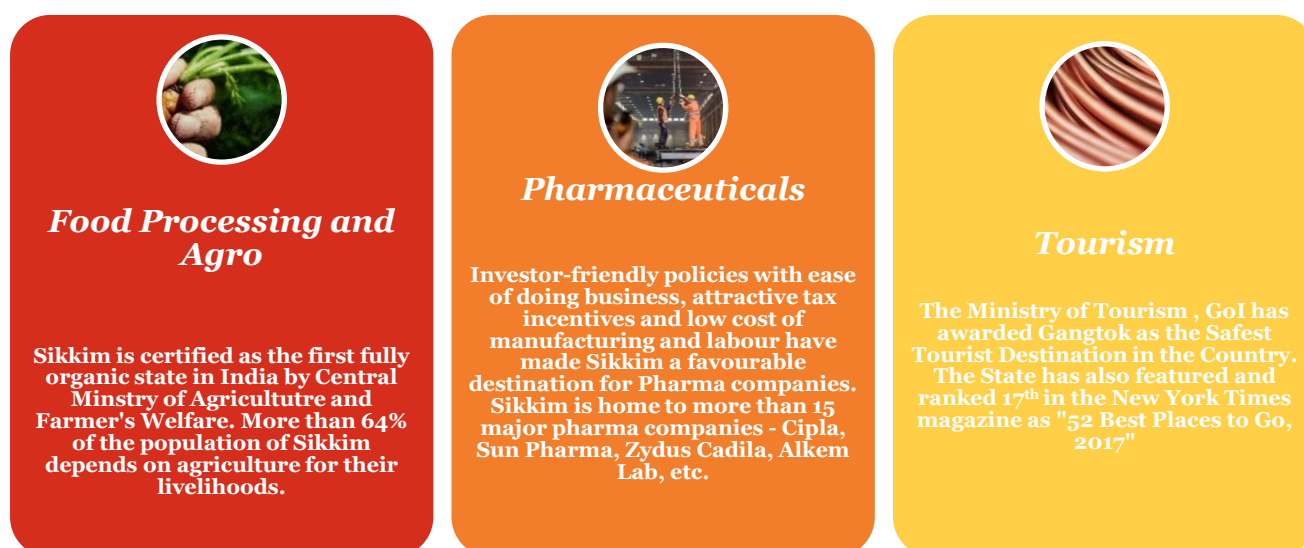 Food Processing and
Agro
Sikkim is certified as the first fully
organic state in India by Central
Minstry of Agricultutre and
Farmer's Welfare. More than 64%
of the population of Sikkim
depends on agriculture for their
livelihoods.
Pharmaceuticals
Investor-friendly policies with ease
of doing business, attractive tax
incentives and low cost of
manufacturing and labour have
made Sikkim a favourable
destination for Pharma companies.
Sikkim is home to more than 15
major pharma companies - Cipla,
Sun Pharma, Zydus Cadila, Alkem
Lab, etc.
Tourism
The Ministry of Tourism , GoI has
awarded Gangtok as the Safest
Tourist Destination in the Country.
The State has also featured and
ranked 17th in the New York Times
magazine as "52 Best Places to Go,
2017"